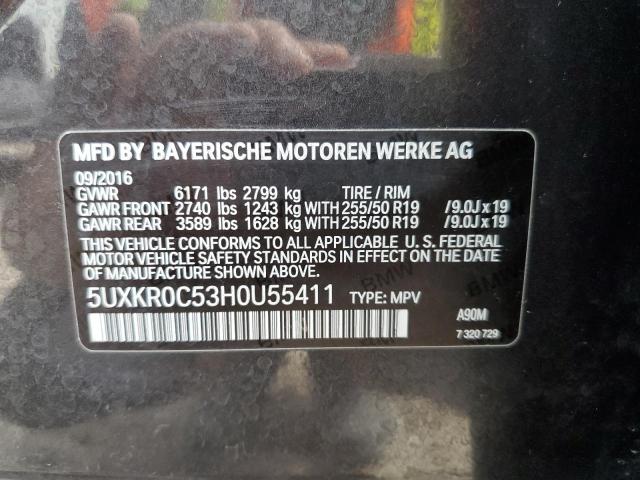 MFD BY BAYERISCHE MOTOREN WERKE AG
09/2016
GVWR 6171 lbs 2799 kg TIRE / RIM
GAWR FRONT 2740 lbs 1243 kg WITH 255/50 R19 /9.0J x 19
GAWR REAR 3589 lbs 1628 kg WITH 255/50 R19 /9.0J x 19
THIS VEHICLE CONFORMS TO ALL APPLICABLE U. S. FEDERAL
MOTOR VEHICLE SAFETY STANDARDS IN EFFECT ON THE DATE
OF MANUFACTURE SHOWN ABOVE.
5UXKR0C53H0U55411 TYPE: MPV
A90M
7 320 729